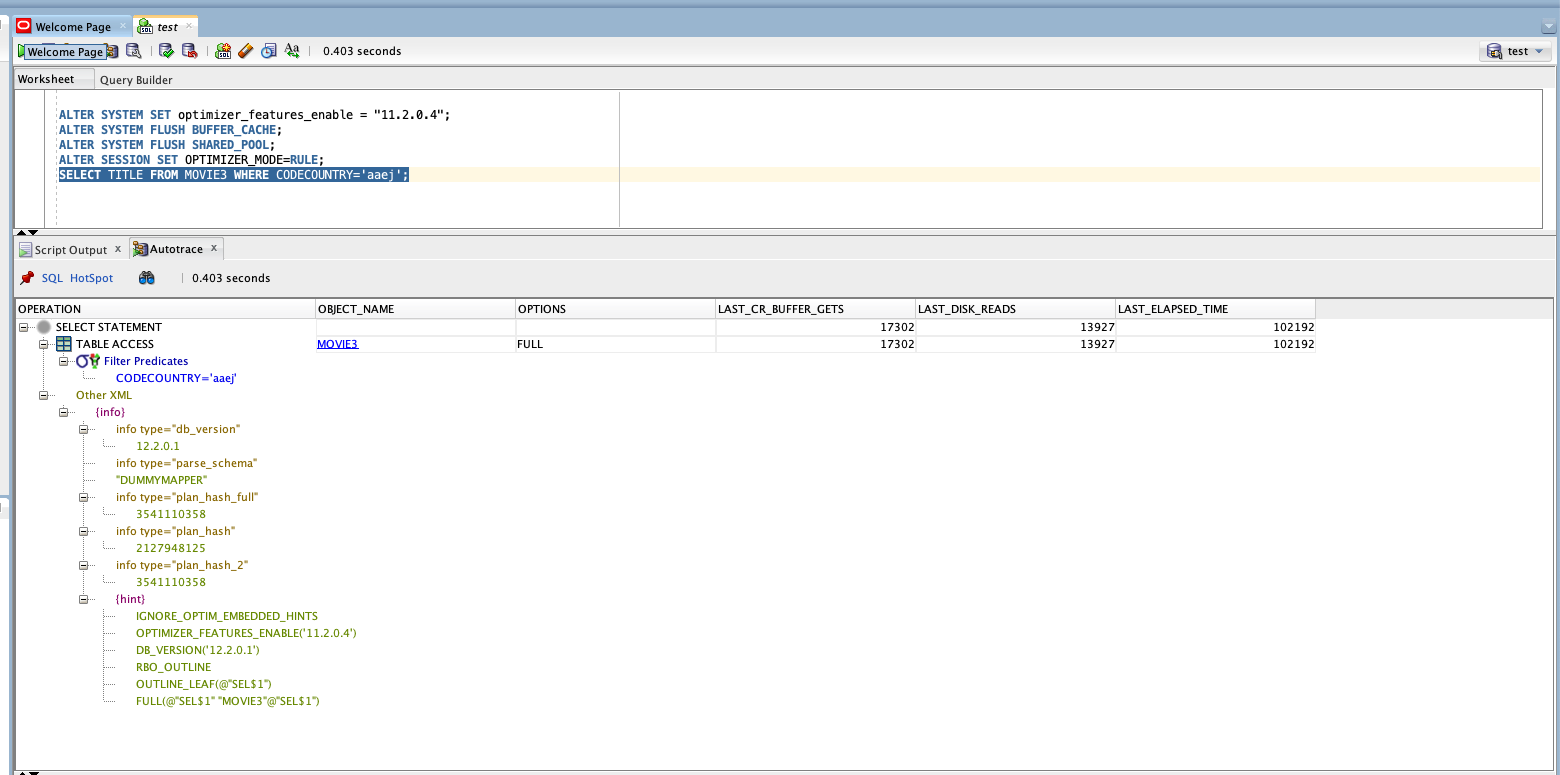 Welcome Page
test
Welcome Page
0.403 seconds
test
Worksheet
Query Builder
ALTER SYSTEM SET optimizer_features_enable = "11.2.0.4";
ALTER SYSTEM FLUSH BUFFER_CACHE;
ALTER SYSTEM FLUSH SHARED_POOL;
ALTER SESSION SET OPTIMIZER_MODE=RULE;
SELECT TITLE FROM MOVIE3 WHERE CODECOUNTRY='aaej';
Script Output x Autotrace x
SQL HotSpot 0.403 seconds
OPERATION OBJECT_NAME OPTIONS LAST_CR_BUFFER_GETS LAST_DISK_READS LAST_ELAPSED_TIME
SELECT STATEMENT 17302 13927 102192
TABLE ACCESS MOVIE3 FULL 17302 13927 102192
Filter Predicates
CODECOUNTRY='aaej'
Other XML
{info}
info type="db_version"
12.2.0.1
info type="parse_schema"
"DUMMYMAPPER"
info type="plan_hash_full"
3541110358
info type="plan_hash"
2127948125
info type="plan_hash_2"
3541110358
{hint}
IGNORE_OPTIM_EMBEDDED_HINTS
OPTIMIZER_FEATURES_ENABLE('11.2.0.4')
DB_VERSION('12.2.0.1')
RBO_OUTLINE
OUTLINE_LEAF(@"SEL$1")
FULL(@"SEL$1" "MOVIE3"@"SEL$1")